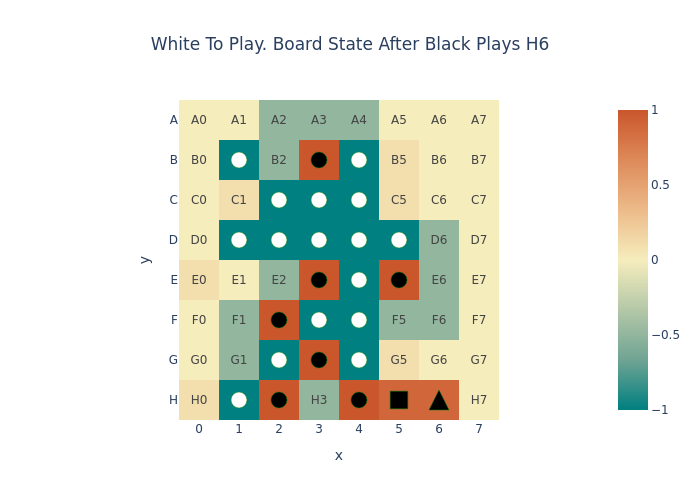 White To Play. Board State After Black Plays H6
A A0 A1 A2 A3 A4 A5 A6 A7
B B0 B2 B5 B6 B7
C C0 C1 C5 C6 C7
D D0 D6 D7
E E0 E1 E2 E6 E7
F F0 F1 F5 F6 F7
G G0 G1 G5 G6 G7
H H0 H3 H7
0 1 2 3 4 5 6 7
x
y
1
0.5
0
−0.5
−1